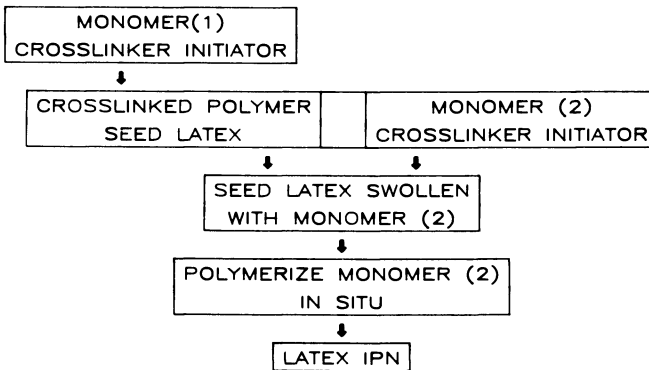 MONOMER(1)
CROSSLINKER INITIATOR
CROSSLINKED POLYMER
SEED LATEX
MONOMER (2)
CROSSLINKER INITIATOR
SEED LATEX SWOLLEN
WITH MONOMER (2)
POLYMERIZE MONOMER (2)
IN SITU
LATEX IPN